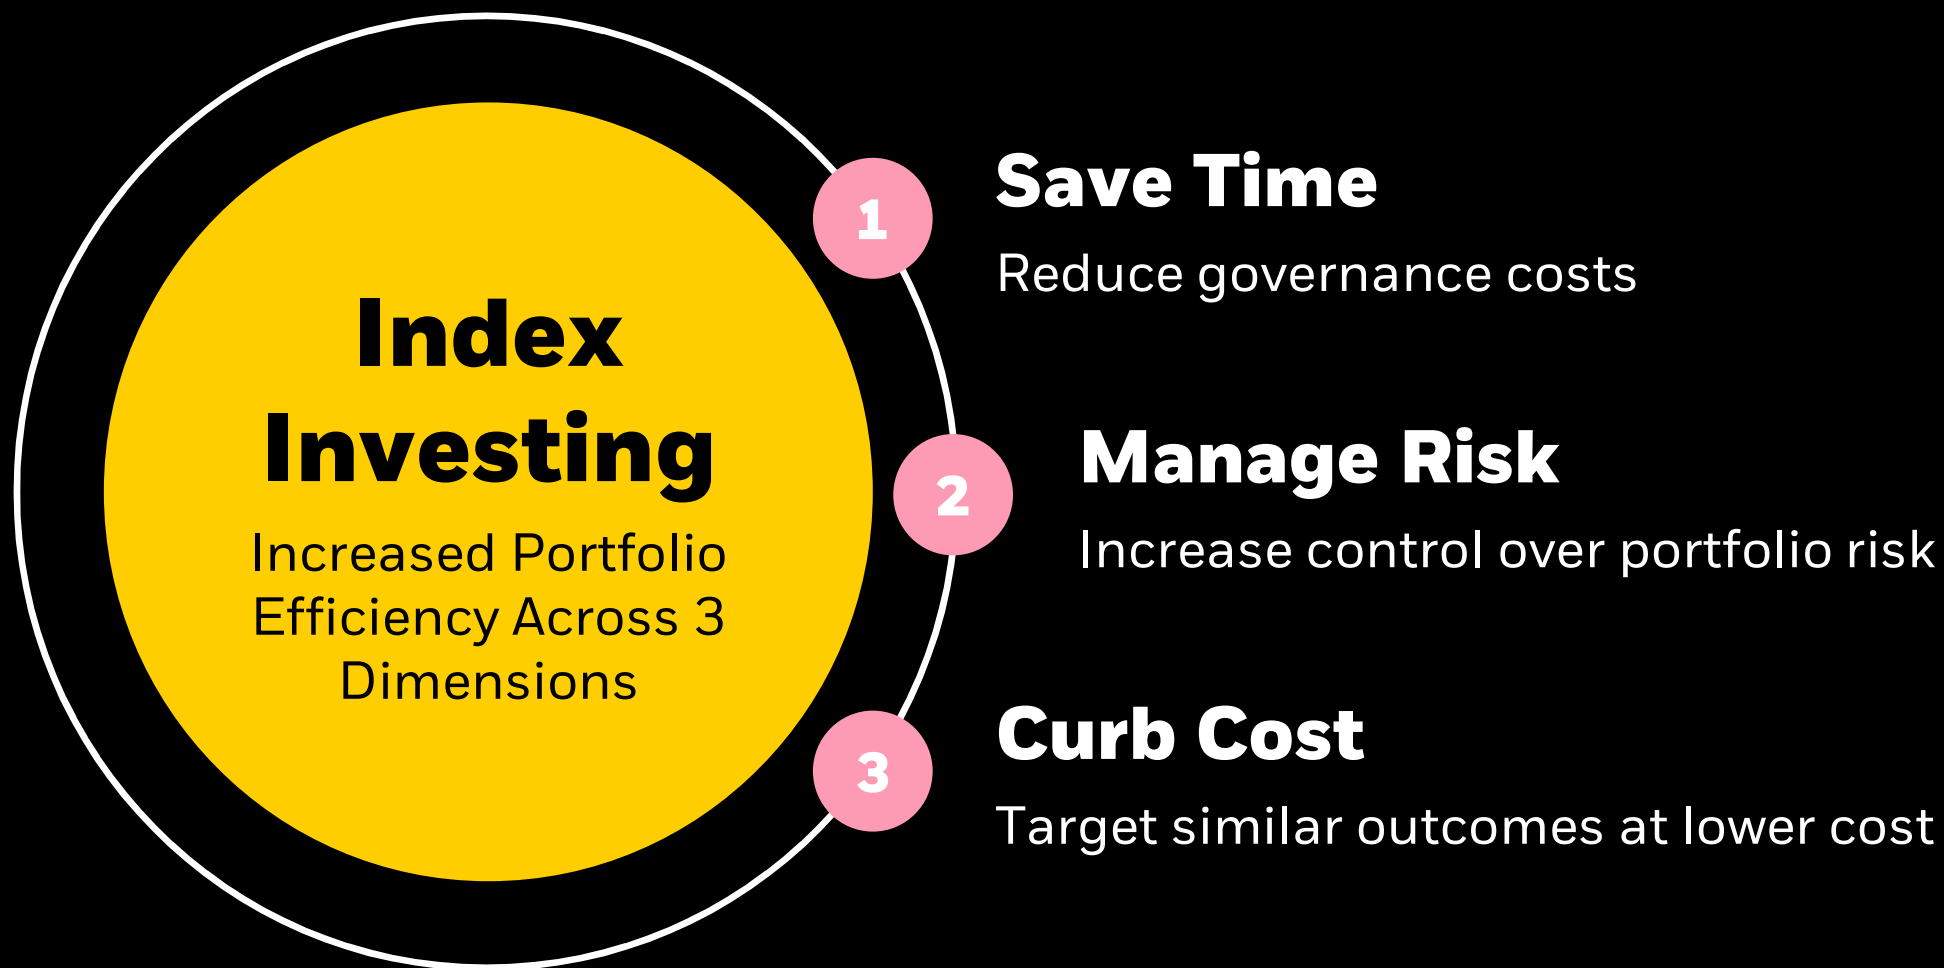 Index
Investing
Increased Portfolio
Efficiency Across 3
Dimensions
1
Save Time
Reduce governance costs
2
Manage Risk
Increase control over portfolio risk
3
Curb Cost
Target similar outcomes at lower cost